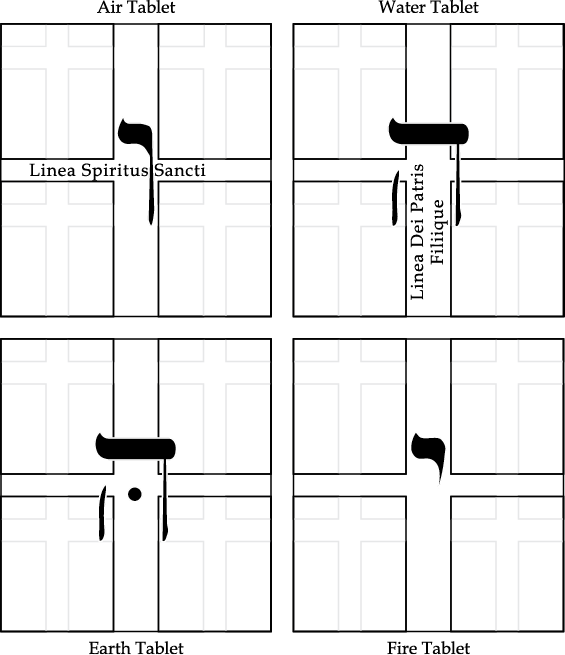 Air Tablet
Water Tablet
ו
Linea Spiritus Sancti
ה
Linea Dei Patris
Filiique
הּ
י
Earth Tablet
Fire Tablet